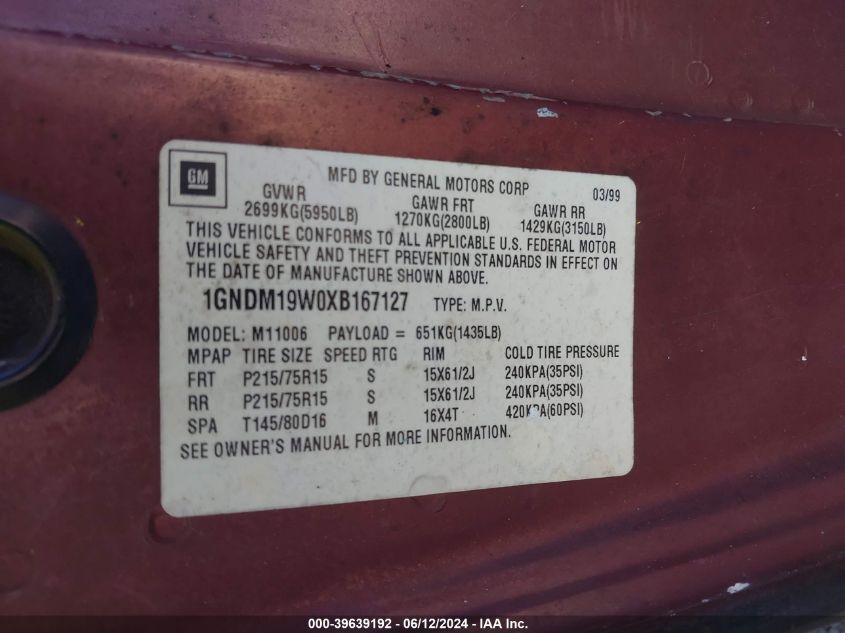 GM
MFD BY GENERAL MOTORS CORP 03/99
GVWR GAWR FRT GAWR RR
2699KG(5950LB) 1270KG(2800LB) 1429KG(3150LB)
THIS VEHICLE CONFORMS TO ALL APPLICABLE U.S. FEDERAL MOTOR
VEHICLE SAFETY AND THEFT PREVENTION STANDARDS IN EFFECT ON
THE DATE OF MANUFACTURE SHOWN ABOVE.
1GNDM19W0XB167127 TYPE: M.P.V.
MODEL: M11006 PAYLOAD = 651KG(1435LB)
MPAP TIRE SIZE SPEED RTG RIM COLD TIRE PRESSURE
FRT P215/75R15 S 15X61/2J 240KPA(35PSI)
RR P215/75R15 S 15X61/2J 240KPA(35PSI)
SPA T145/80D16 M 16X4T 420KPA(60PSI)
SEE OWNER'S MANUAL FOR MORE INFORMATION.
000-39639192 - 06/12/2024 - IAA Inc.